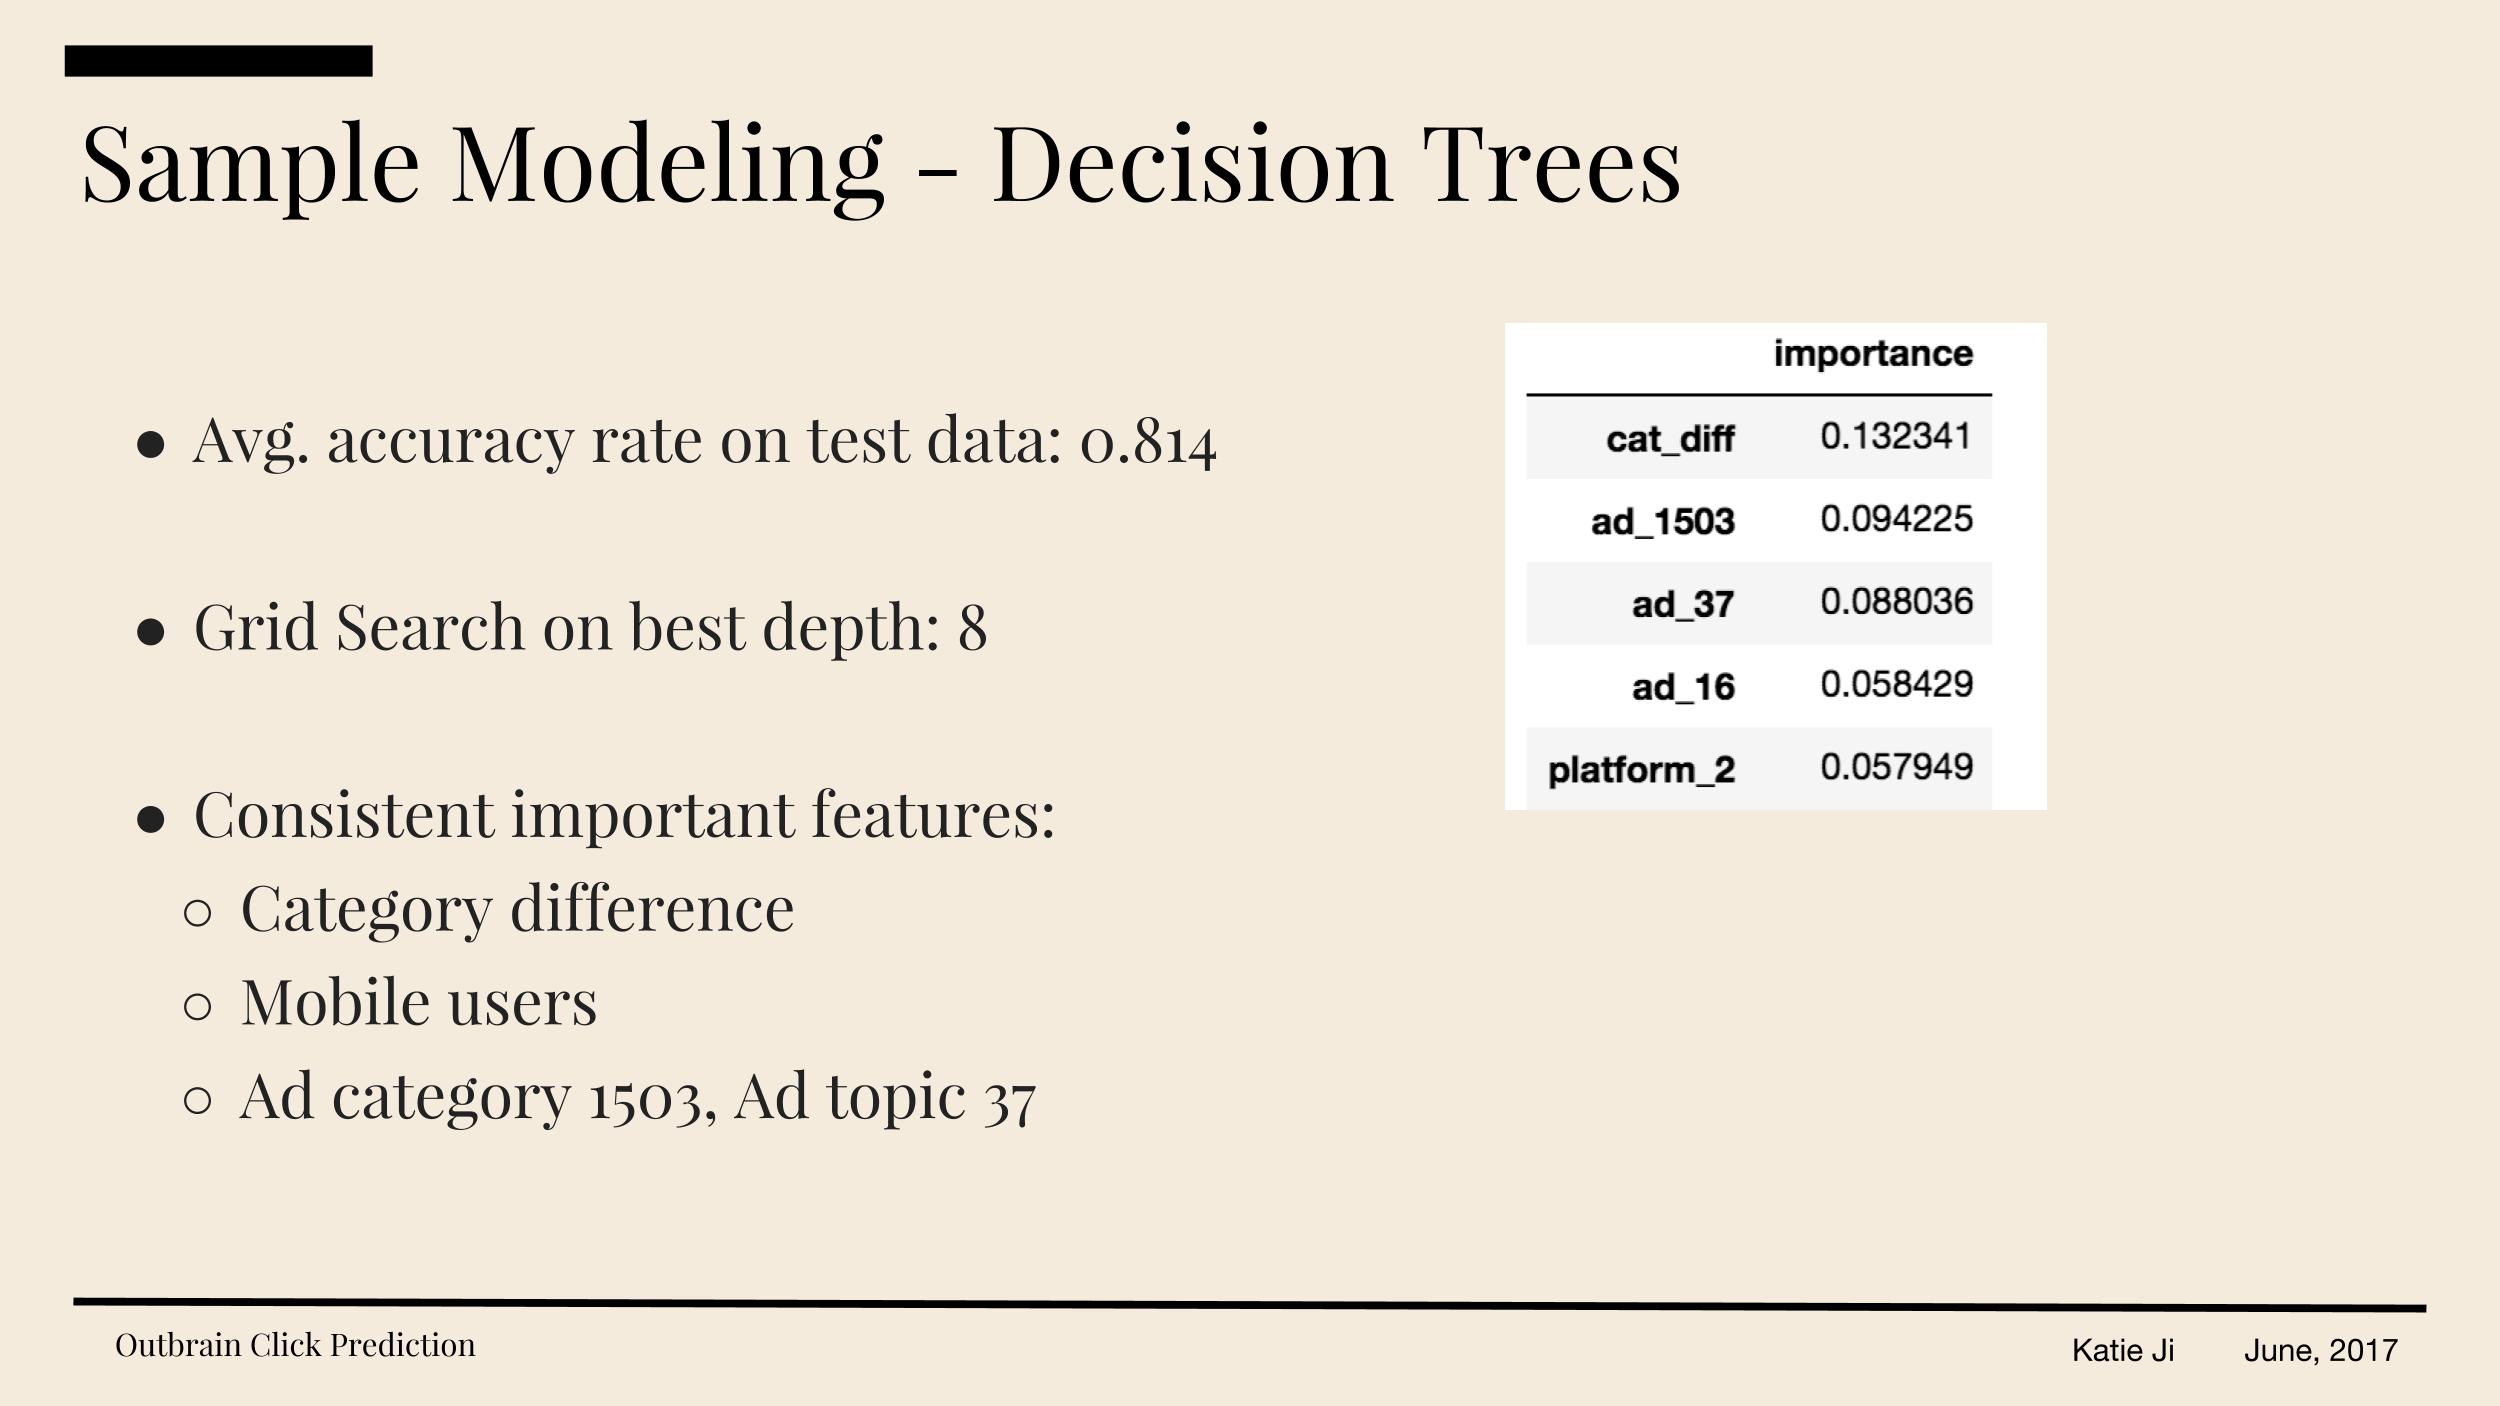 Sample Modeling – Decision Trees
● Avg. accuracy rate on test data: 0.814
● Grid Search on best depth: 8
● Consistent important features:
○ Category difference
○ Mobile users
○ Ad category 1503, Ad topic 37
importance
cat_diff 0.132341
ad_1503 0.094225
ad_37 0.088036
ad_16 0.058429
platform_2 0.057949
Outbrain Click Prediction
Katie Ji June, 2017